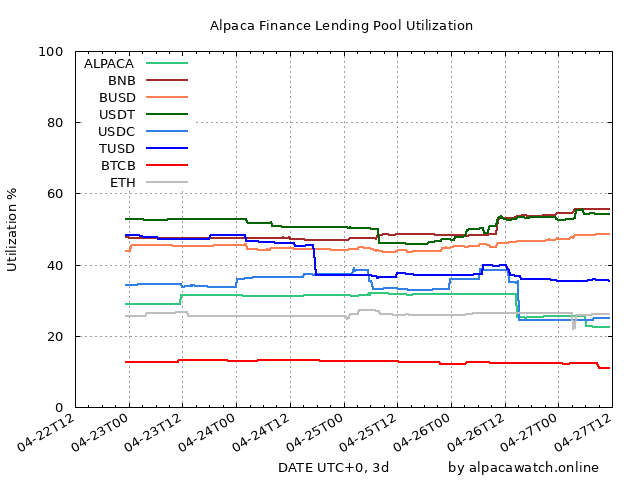 Alpaca Finance Lending Pool Utilization
100
80
60
40
20
0
Utilization %
ALPACA
BNB
BUSD
USDT
USDC
TUSD
BTCB
ETH
04-22T12
04-23T00
04-23T12
04-24T00
04-24T12
04-25T00
04-25T12
04-26T00
04-26T12
04-27T00
04-27T12
DATE UTC+0, 3d
by alpacawatch.online